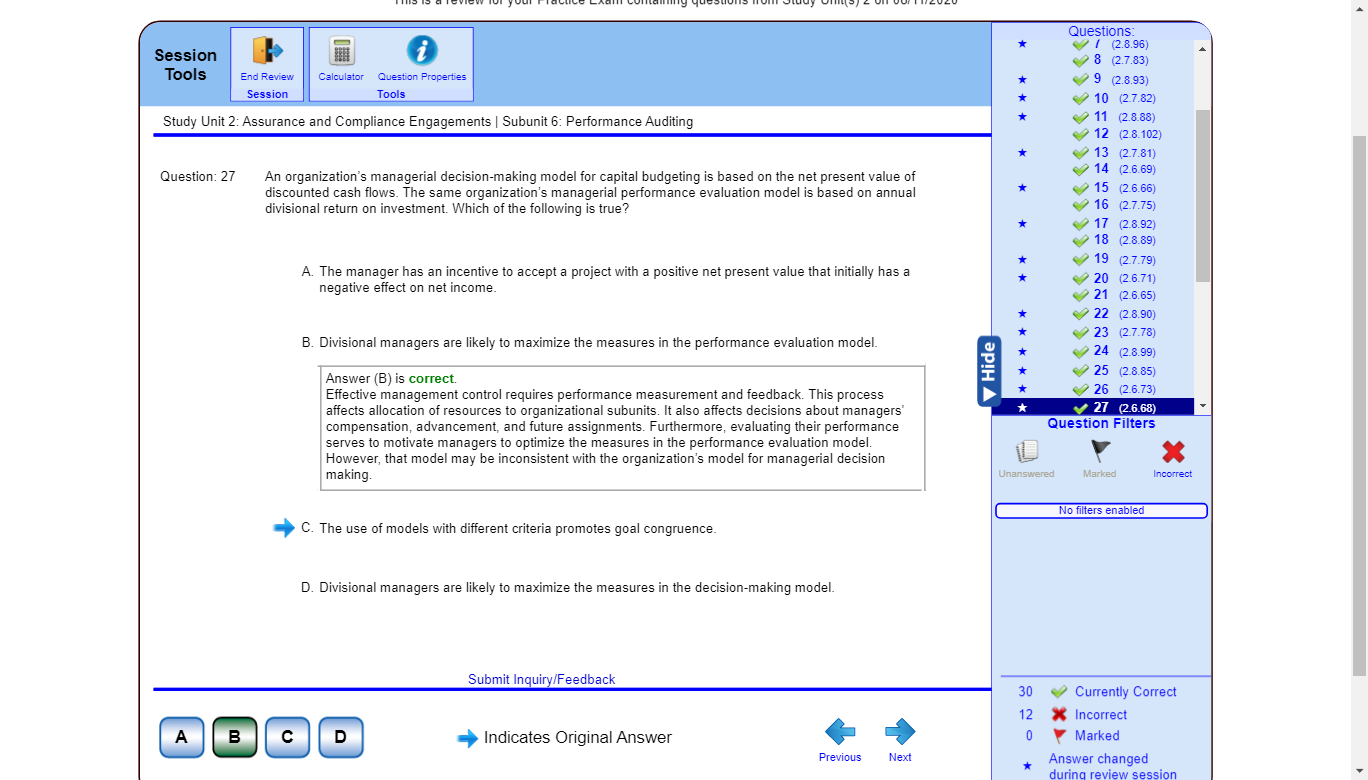 This is a review for your Practice Exam containing questions from Study Unit(s) 2 on 06/11/2020
Session
Tools
End Review
Session
Calculator
Question Properties
Tools
Study Unit 2: Assurance and Compliance Engagements | Subunit 6: Performance Auditing
Question: 27
An organization's managerial decision-making model for capital budgeting is based on the net present value of
discounted cash flows. The same organization's managerial performance evaluation model is based on annual
divisional return on investment. Which of the following is true?
A. The manager has an incentive to accept a project with a positive net present value that initially has a
negative effect on net income.
B. Divisional managers are likely to maximize the measures in the performance evaluation model.
Answer (B) is correct.
Effective management control requires performance measurement and feedback. This process
affects allocation of resources to organizational subunits. It also affects decisions about managers'
compensation, advancement, and future assignments. Furthermore, evaluating their performance
serves to motivate managers to optimize the measures in the performance evaluation model.
However, that model may be inconsistent with the organization's model for managerial decision
making.
C. The use of models with different criteria promotes goal congruence.
D. Divisional managers are likely to maximize the measures in the decision-making model.
Submit Inquiry/Feedback
A
B
C
D
Indicates Original Answer
Previous
Next
Questions:
7 (2.8.96)
8 (2.7.83)
9 (2.8.93)
10 (2.7.82)
11 (2.8.88)
12 (2.8.102)
13 (2.7.81)
14 (2.6.69)
15 (2.6.66)
16 (2.7.75)
17 (2.8.92)
18 (2.8.89)
19 (2.7.79)
20 (2.6.71)
21 (2.6.65)
22 (2.8.90)
23 (2.7.78)
24 (2.8.99)
25 (2.8.85)
26 (2.6.73)
27 (2.6.68)
Hide
Question Filters
Unanswered
Marked
Incorrect
No filters enabled
30 Currently Correct
12 Incorrect
0 Marked
Answer changed
during review session